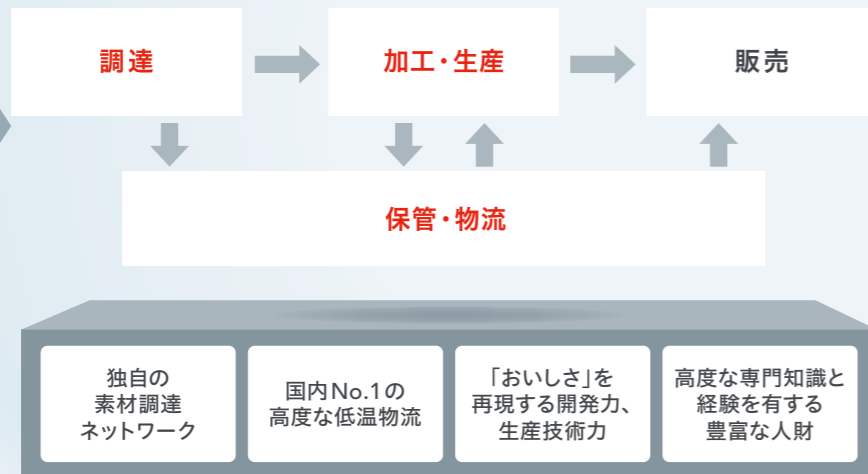 調達
加工・生産
販売
保管・物流
独自の
素材調達
ネットワーク
国内No.1の
高度な低温物流
「おいしさ」を
再現する開発力、
生産技術力
高度な専門知識と
経験を有する
豊富な人財